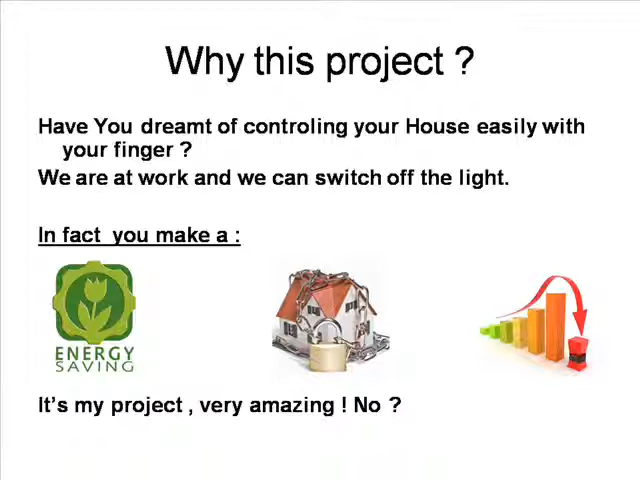 Why this project ?
Have You dreamt of controling your House easily with
your finger ?
We are at work and we can switch off the light.
In fact  you make a :
ENERGY
SAVING
It's my project , very amazing ! No ?